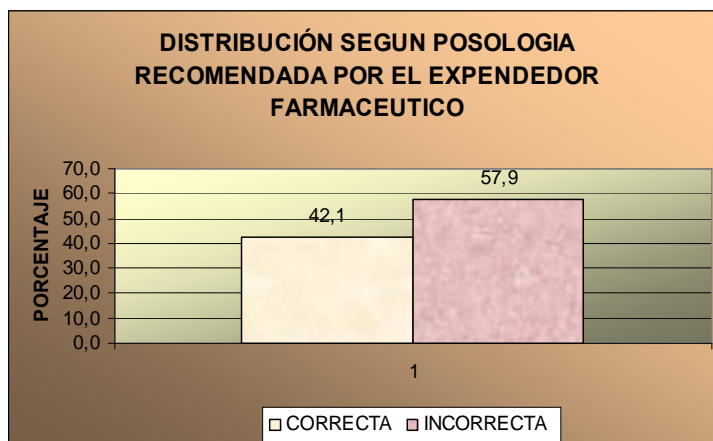 DISTRIBUCIÓN SEGUN POSOLOGIA
RECOMENDADA POR EL EXPENDEDOR
FARMACEUTICO
PORCENTAJE
70,0
60,0
50,0
40,0
30,0
20,0
10,0
0,0
42,1
57,9
1
CORRECTA INCORRECTA